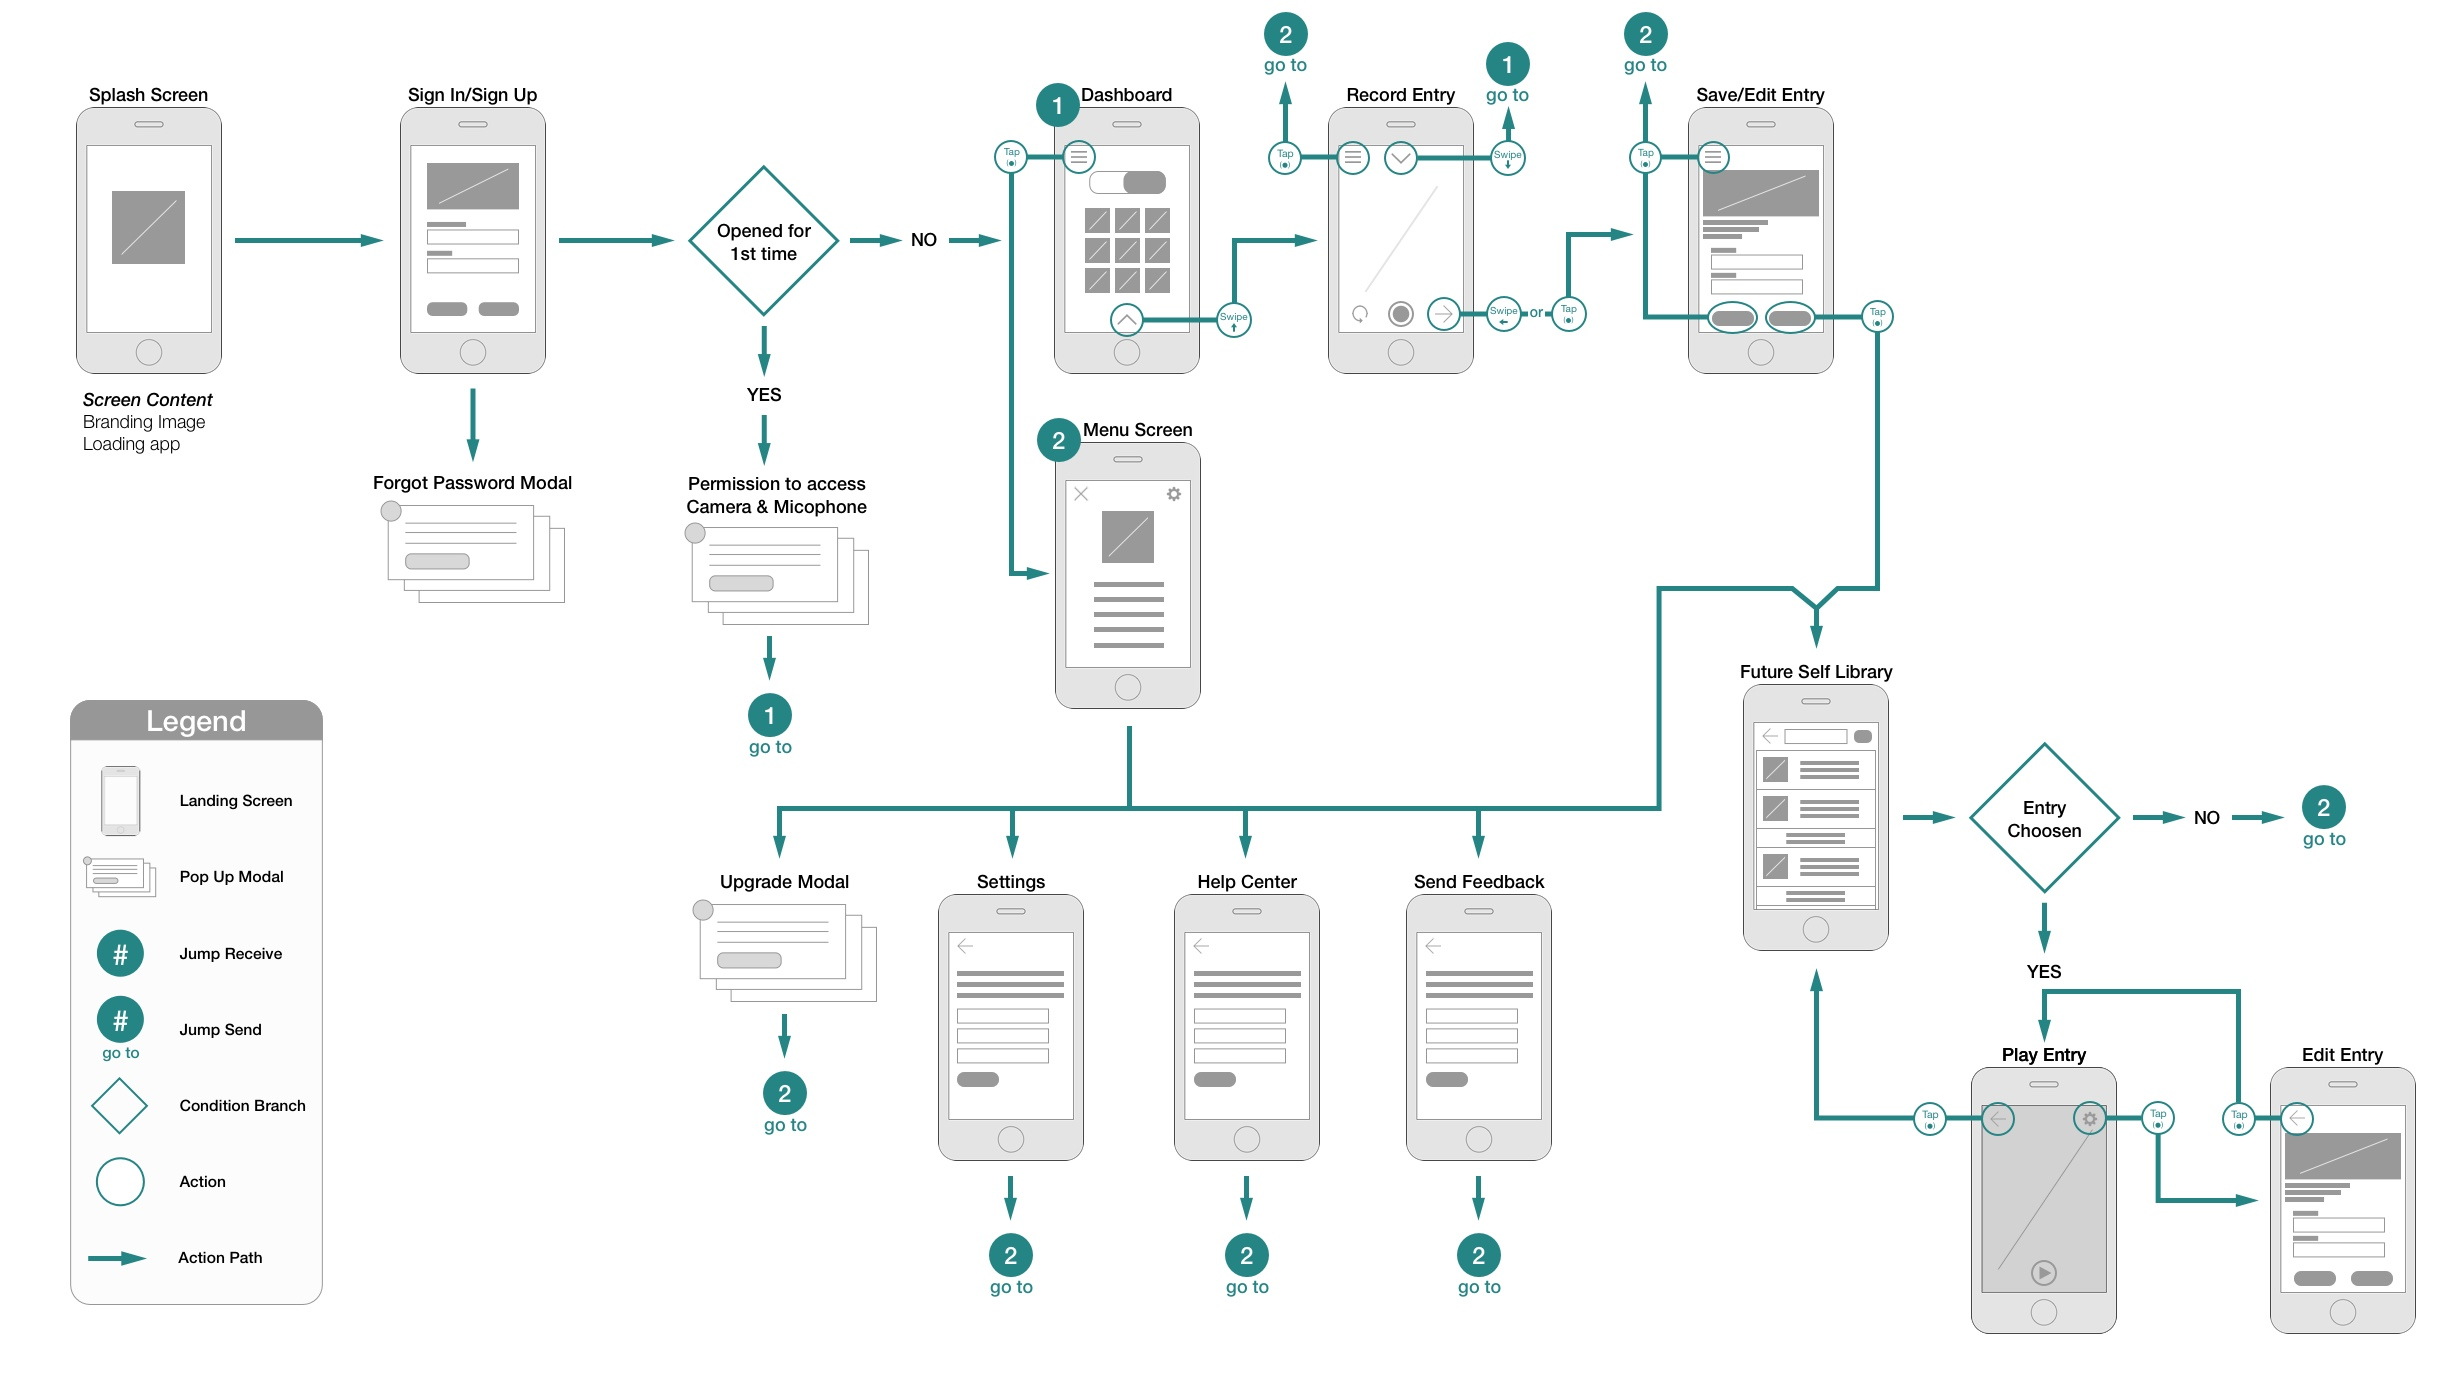 Splash Screen
Screen Content
Branding Image
Loading app
Sign In/Sign Up
Forgot Password Modal
Opened for
1st time
NO
YES
Permission to access
Camera & Micophone
1
go to
1
Dashboard
Tap
Swipe
2
Menu Screen
2
go to
Tap
Record Entry
1
go to
Swipe
Swipe
or
Tap
2
go to
Tap
Save/Edit Entry
Tap
Upgrade Modal
2
go to
Settings
2
go to
Help Center
2
go to
Send Feedback
2
go to
Future Self Library
Entry
Choosen
NO
2
go to
YES
Play Entry
Tap
Tap
Edit Entry
Tap
Legend
Landing Screen
Pop Up Modal
#
Jump Receive
#
go to
Jump Send
Condition Branch
Action
Action Path